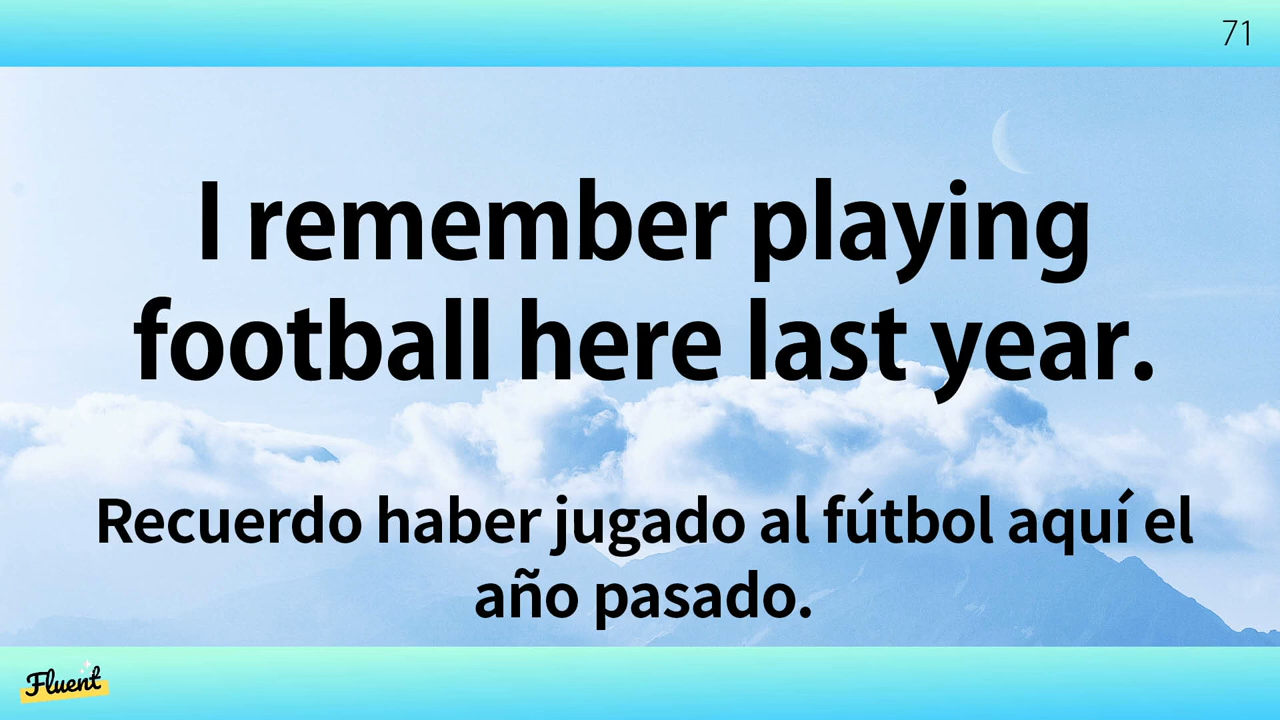 71
I remember playing
football here last year.
Recuerdo haber jugado al fútbol aquí el
año pasado.
Fluent